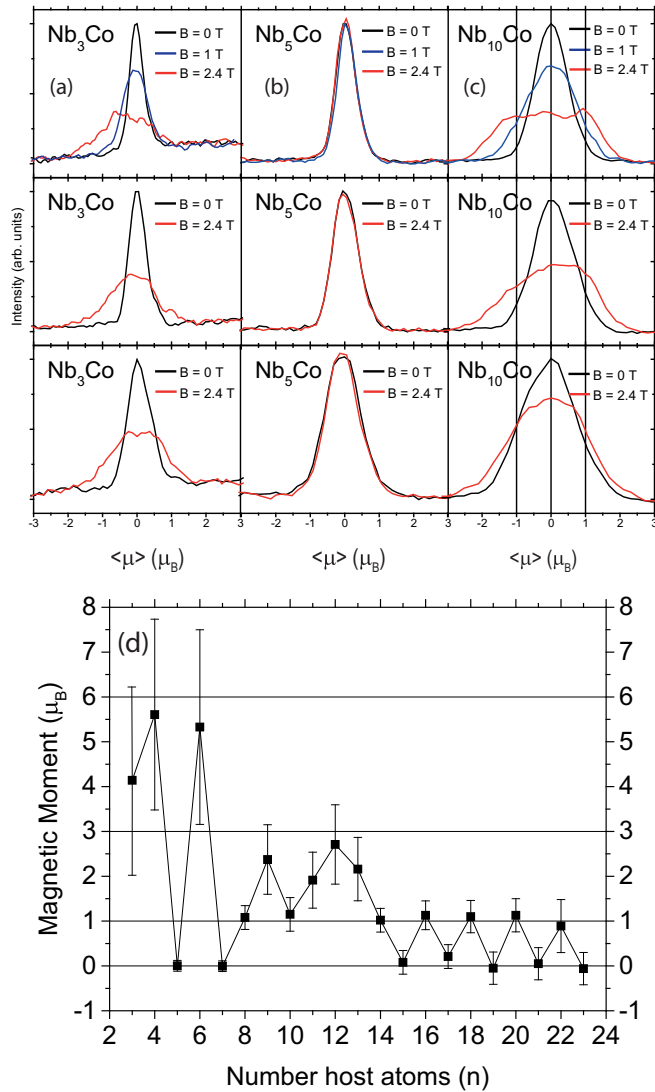 Nb3Co
B = 0 T
B = 1 T
B = 2.4 T
(a)
Nb5Co
B = 0 T
B = 1 T
B = 2.4 T
(b)
Nb10Co
B = 0 T
B = 1 T
B = 2.4 T
(c)
Intensity (arb. units)
Nb3Co
B = 0 T
B = 2.4 T
Nb5Co
B = 0 T
B = 2.4 T
Nb10Co
B = 0 T
B = 2.4 T
Nb3Co
B = 0 T
B = 2.4 T
Nb5Co
B = 0 T
B = 2.4 T
Nb10Co
B = 0 T
B = 2.4 T
-3 -2 -1 0 1 2 3 -2 -1 0 1 2 3 -2 -1 0 1 2 3
<μ> (μB) <μ> (μB) <μ> (μB)
(d)
Magnetic Moment (μB)
8 8
7 7
6 6
5 5
4 4
3 3
2 2
1 1
0 0
-1 -1
2 4 6 8 10 12 14 16 18 20 22 24
Number host atoms (n)